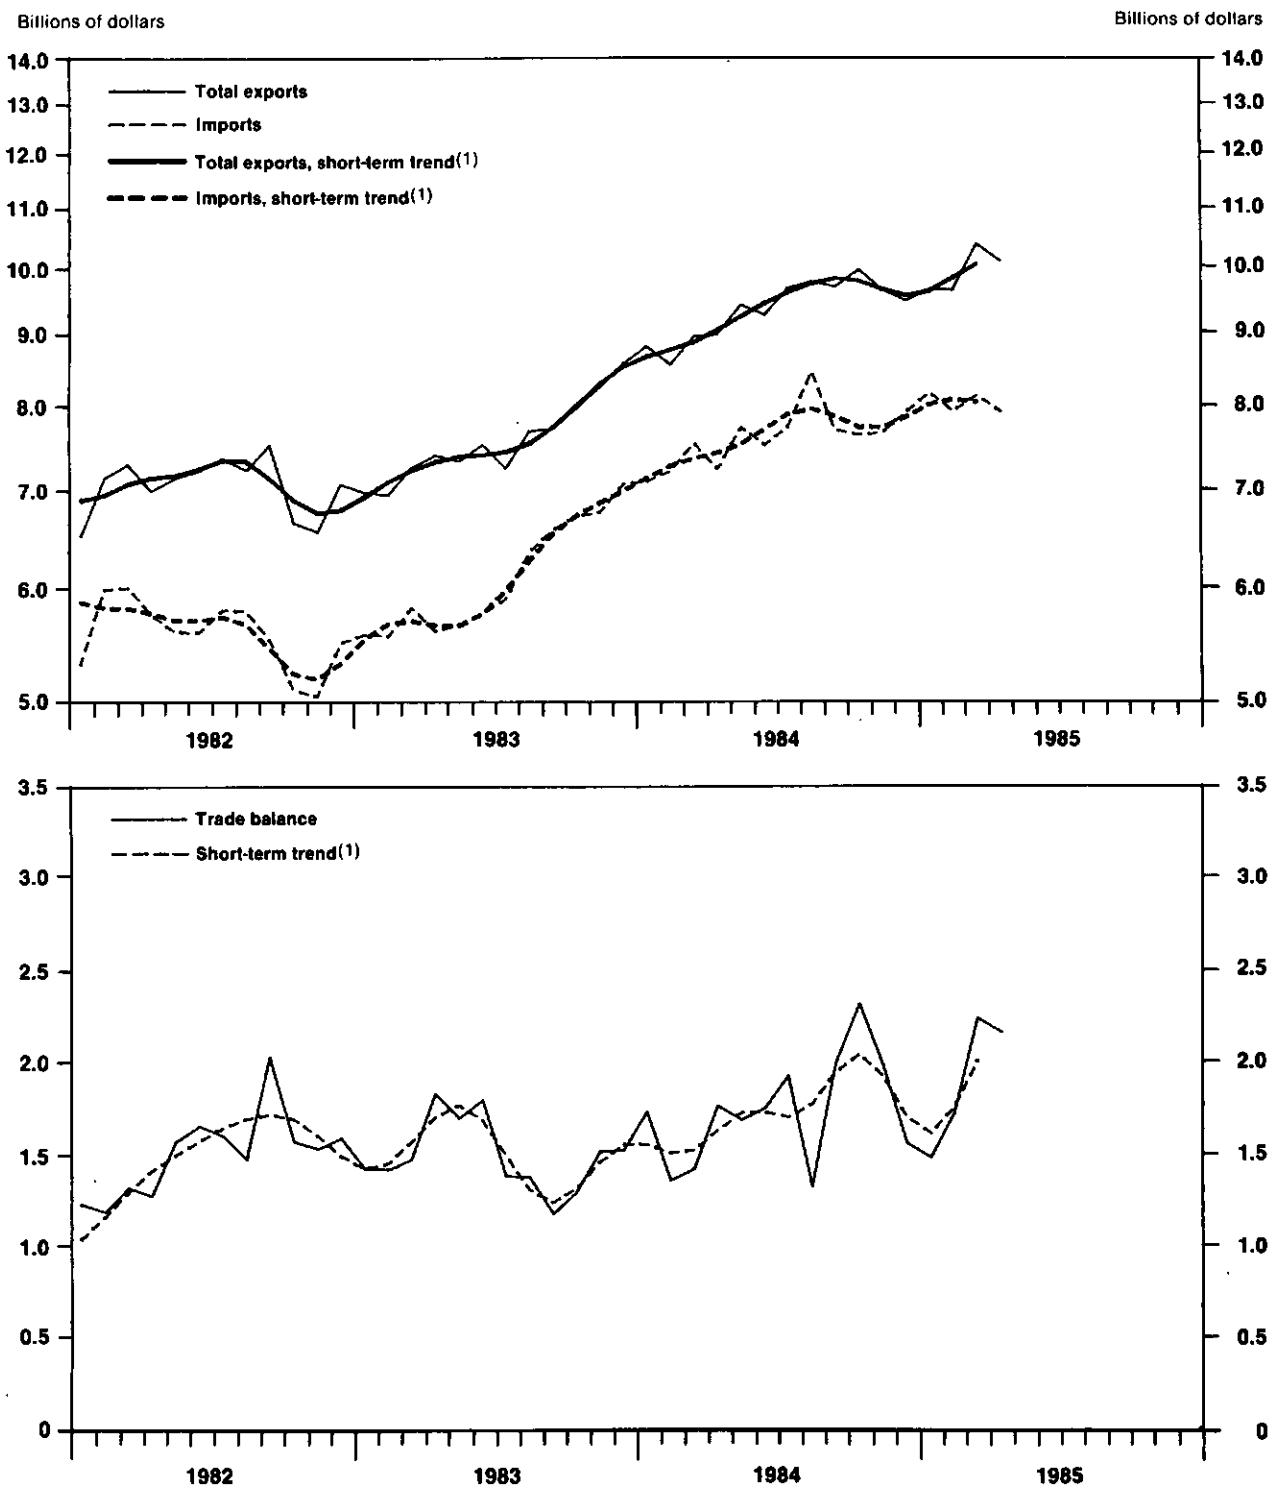 Billions of dollars Billions of dollars
14.0 14.0
Total exports
13.0 13.0
Imports
12.0 12.0
Total exports, short-term trend(1)
Imports, short-term trend(1)
11.0 11.0
10.0 10.0
9.0 9.0
8.0 8.0
7.0 7.0
6.0 6.0
5.0 5.0
1982 1983 1984 1985
3.5 3.5
Trade balance
Short-term trend(1)
3.0 3.0
2.5 2.5
2.0 2.0
1.5 1.5
1.0 1.0
0.5 0.5
0 0
1982 1983 1984 1985